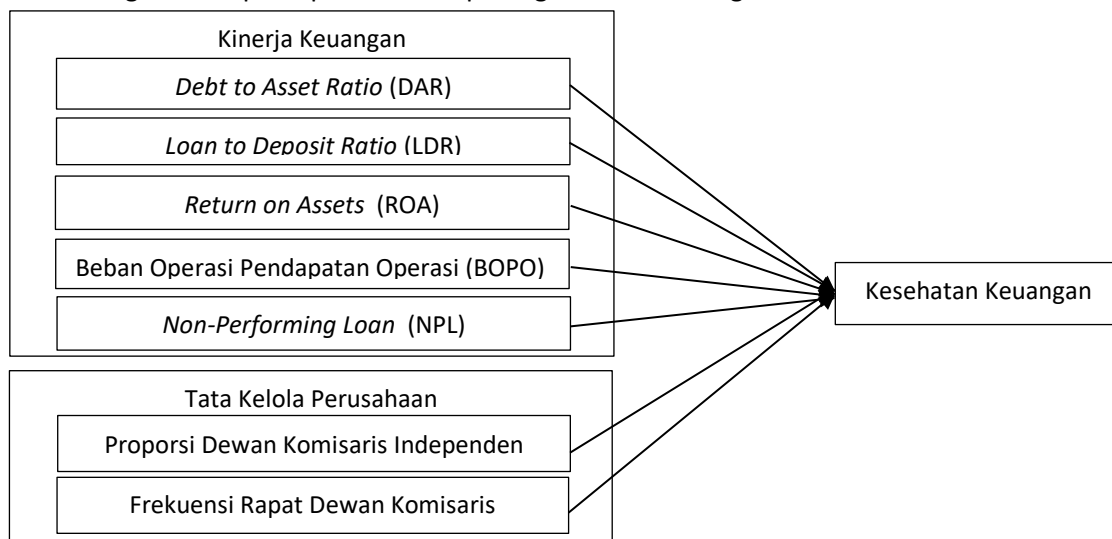 Kinerja Keuangan
Debt to Asset Ratio (DAR)
Loan to Deposit Ratio (LDR)
Return on Assets (ROA)
Beban Operasi Pendapatan Operasi (BOPO)
Non-Performing Loan (NPL)
Kesehatan Keuangan
Tata Kelola Perusahaan
Proporsi Dewan Komisaris Independen
Frekuensi Rapat Dewan Komisaris